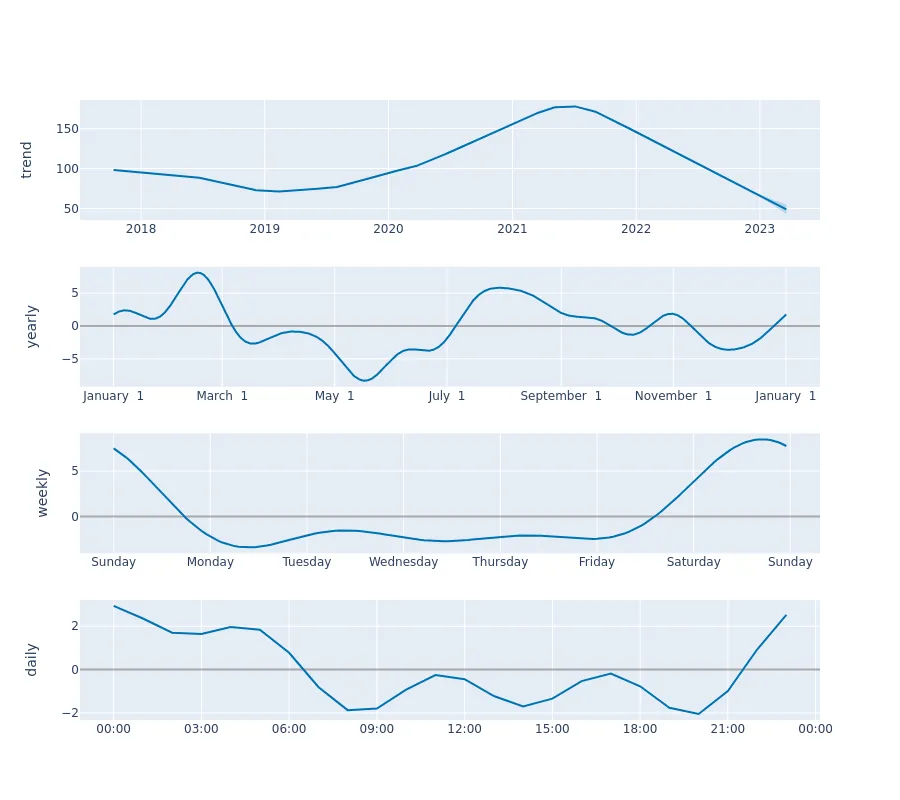 trend
150
100
50
2018 2019 2020 2021 2022 2023
yearly
5
0
−5
January 1 March 1 May 1 July 1 September 1 November 1 January 1
weekly
5
0
Sunday Monday Tuesday Wednesday Thursday Friday Saturday Sunday
daily
2
0
−2
00:00 03:00 06:00 09:00 12:00 15:00 18:00 21:00 00:00